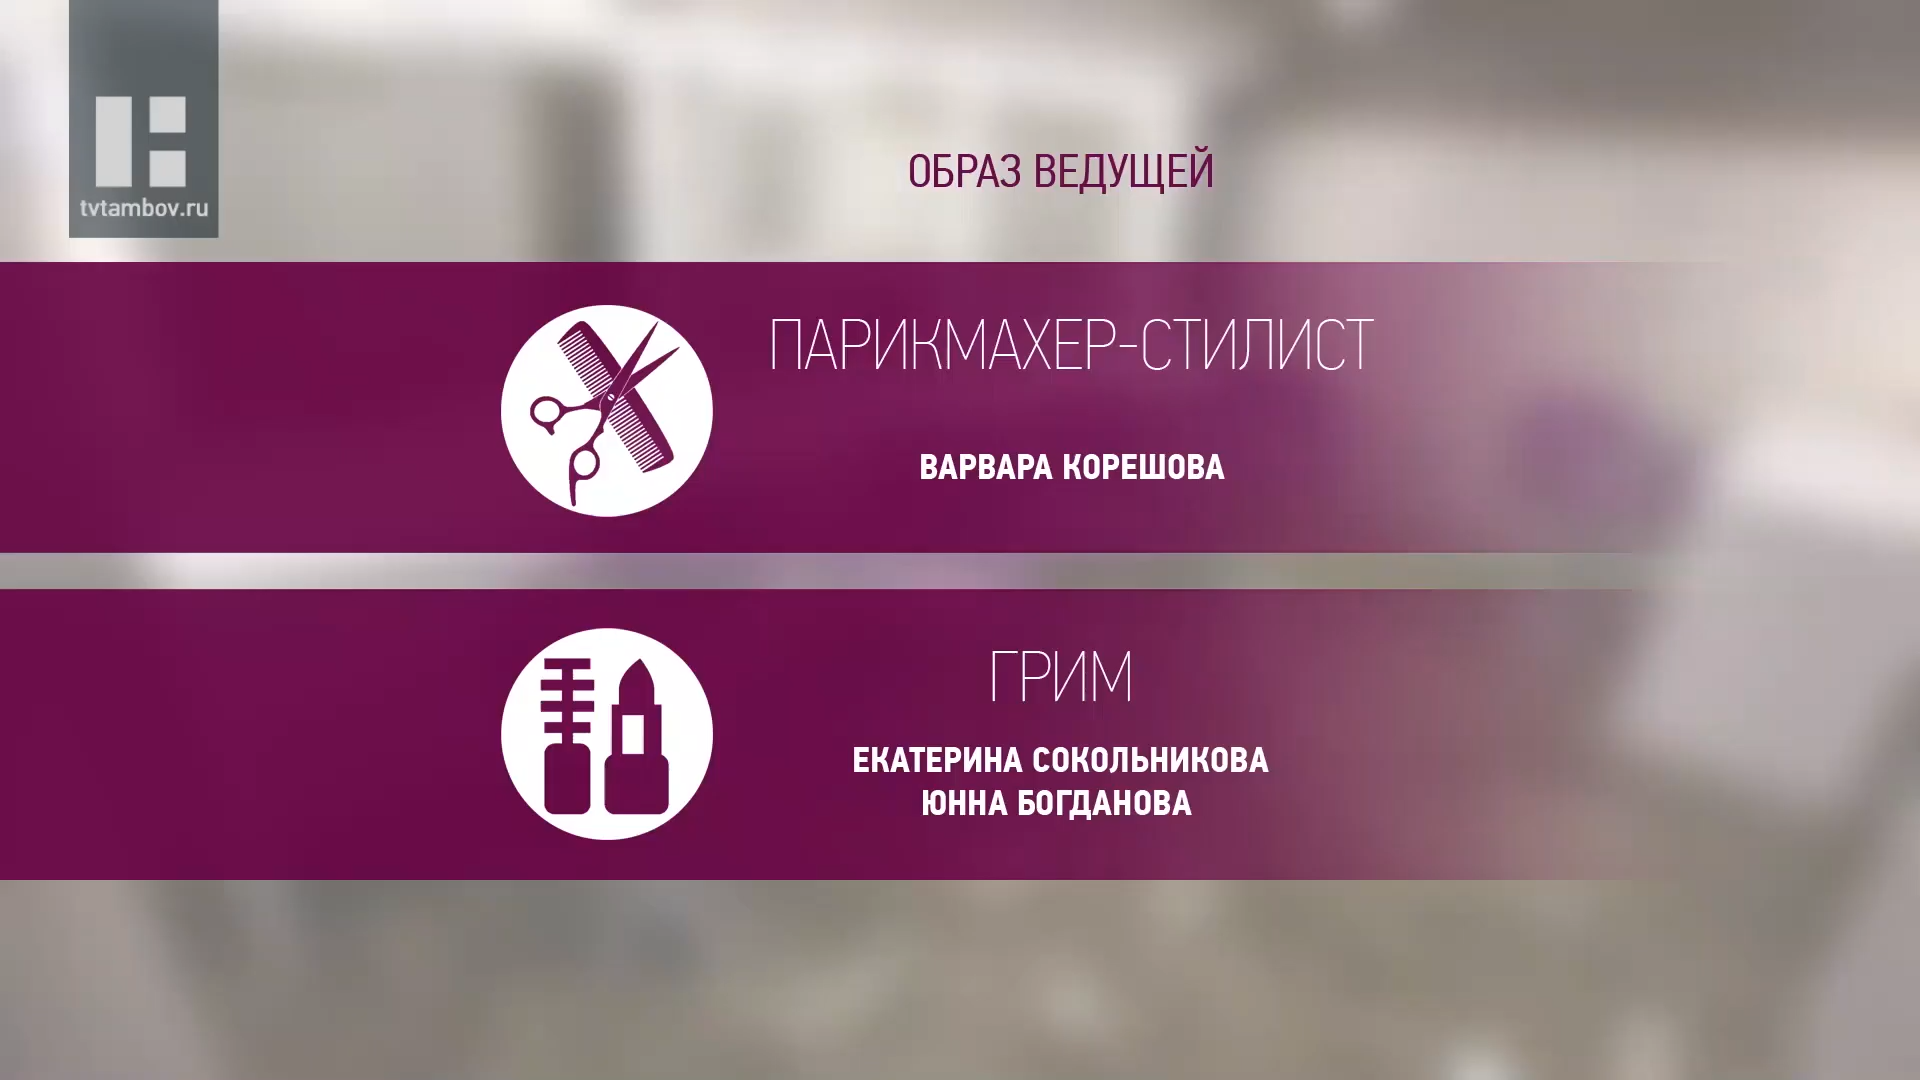 tvtambov.ru
ОБРАЗ ВЕДУЩЕЙ
ПАРИКМАХЕР-СТИЛИСТ
ВАРВАРА КОРЕШОВА
ГРИМ
ЕКАТЕРИНА СОКОЛЬНИКОВА
ЮННА БОГДАНОВА